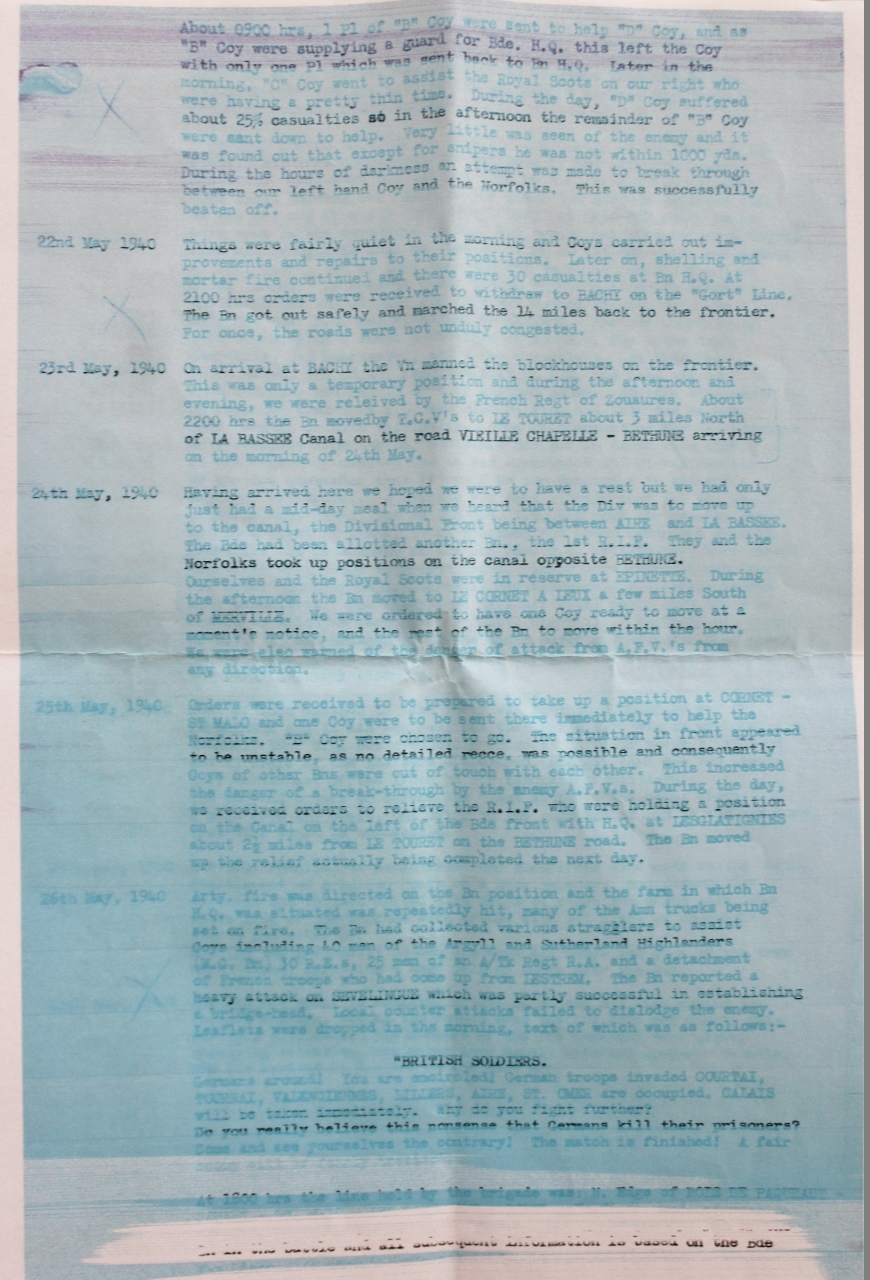 About 0900 hrs, 1 Pl of "B" Coy were sent to help "D" Coy, and as
"B" Coy were supplying a guard for Bde. H.Q. this left the Coy
with only one Pl which was sent back to Bn H.Q. Later in the
morning, "C" Coy went to assist the Royal Scots on our right who
were having a pretty thin time. During the day, "D" Coy suffered
about 25% casualties so in the afternoon the remainder of "B" Coy
were sent down to help. Very little was seen of the enemy and it
was found out that except for snipers he was not within 1000 yds.
During the hours of darkness an attempt was made to break through
between our left hand Coy and the Norfolks. This was successfully
beaten off.
22nd May 1940 Things were fairly quiet in the morning and Coys carried out im-
provements and repairs to their positions. Later on, shelling and
mortar fire continued and there were 30 casualties at Bn H.Q. At
2100 hrs orders were received to withdraw to BACHY on the "Gort" Line.
The Bn got out safely and marched the 14 miles back to the frontier.
For once, the roads were not unduly congested.
23rd May, 1940 On arrival at BACHY the Vn manned the blockhouses on the frontier.
This was only a temporary position and during the afternoon and
evening, we were releived by the French Regt of Zouaures. About
2200 hrs the Bn movedby T.C.V's to LE TOURET about 3 miles North
of LA BASSEE Canal on the road VIEILLE CHAPELLE - BETHUNE arriving
on the morning of 24th May.
24th May, 1940 Having arrived here we hoped we were to have a rest but we had only
just had a mid-day meal when we heard that the Div was to move up
to the canal, the Divisional Front being between AIRE and LA BASSEE.
The Bde had been allotted another Bn., the 1st R.I.F. They and the
Norfolks took up positions on the canal opposite BETHUNE.
Ourselves and the Royal Scots were in reserve at EPINETTE. During
the afternoon the Bn moved to LE CORNET A LEUX a few miles South
of MERVILLE. We were ordered to have one Coy ready to move at a
moment's notice, and the rest of the Bn to move within the hour.
We were also warned of the danger of attack from A.F.V.'s from
any direction.
25th May, 1940 Orders were received to be prepared to take up a position at CORNET -
ST MALO and one Coy were to be sent there immediately to help the
Norfolks. "B" Coy were chosen to go. The situation in front appeared
to be unstable, as no detailed recce. was possible and consequently
Coys of other Bns were out of touch with each other. This increased
the danger of a break-through by the enemy A.F.V.s. During the day,
we received orders to relieve the R.I.F. who were holding a position
on the Canal on the left of the Bde front with H.Q. at LESGLATIGNIES
about 2½ miles from LE TOURET on the BETHUNE road. The Bn moved
up the relief actually being completed the next day.
26th May, 1940 Arty. fire was directed on the Bn position and the farm in which Bn
H.Q. was situated was repeatedly hit, many of the Amn trucks being
set on fire. The Bn had collected various stragglers to assist
Coys including 40 men of the Argyll and Sutherland Highlanders
(M.G. Bn) 30 R.E.s, 25 men of an A/Tk Regt R.A. and a detachment
of French troops who had come up from LESTREM. The Bn reported a
heavy attack on SEVELINGUE which was partly successful in establishing
a bridge-head. Local counter attacks failed to dislodge the enemy.
Leaflets were dropped in the morning, text of which was as follows:-
"BRITISH SOLDIERS.
Germans around! You are encircled! German troops invaded COURTAI,
TOURNAI, VALENCIENNES, LILIERS, AIRE, ST. OMER are occupied. CALAIS
will be taken immediately. Why do you fight further?
Do you really believe this nonsense that Germans kill their prisoners?
Come and see yourselves the contrary! The match is finished! A fair
At 1800 hrs the line held by the brigade was: N. Edge of BOIS DE PAQUEAUT
in the battle and all subsequent information is based on the Bde